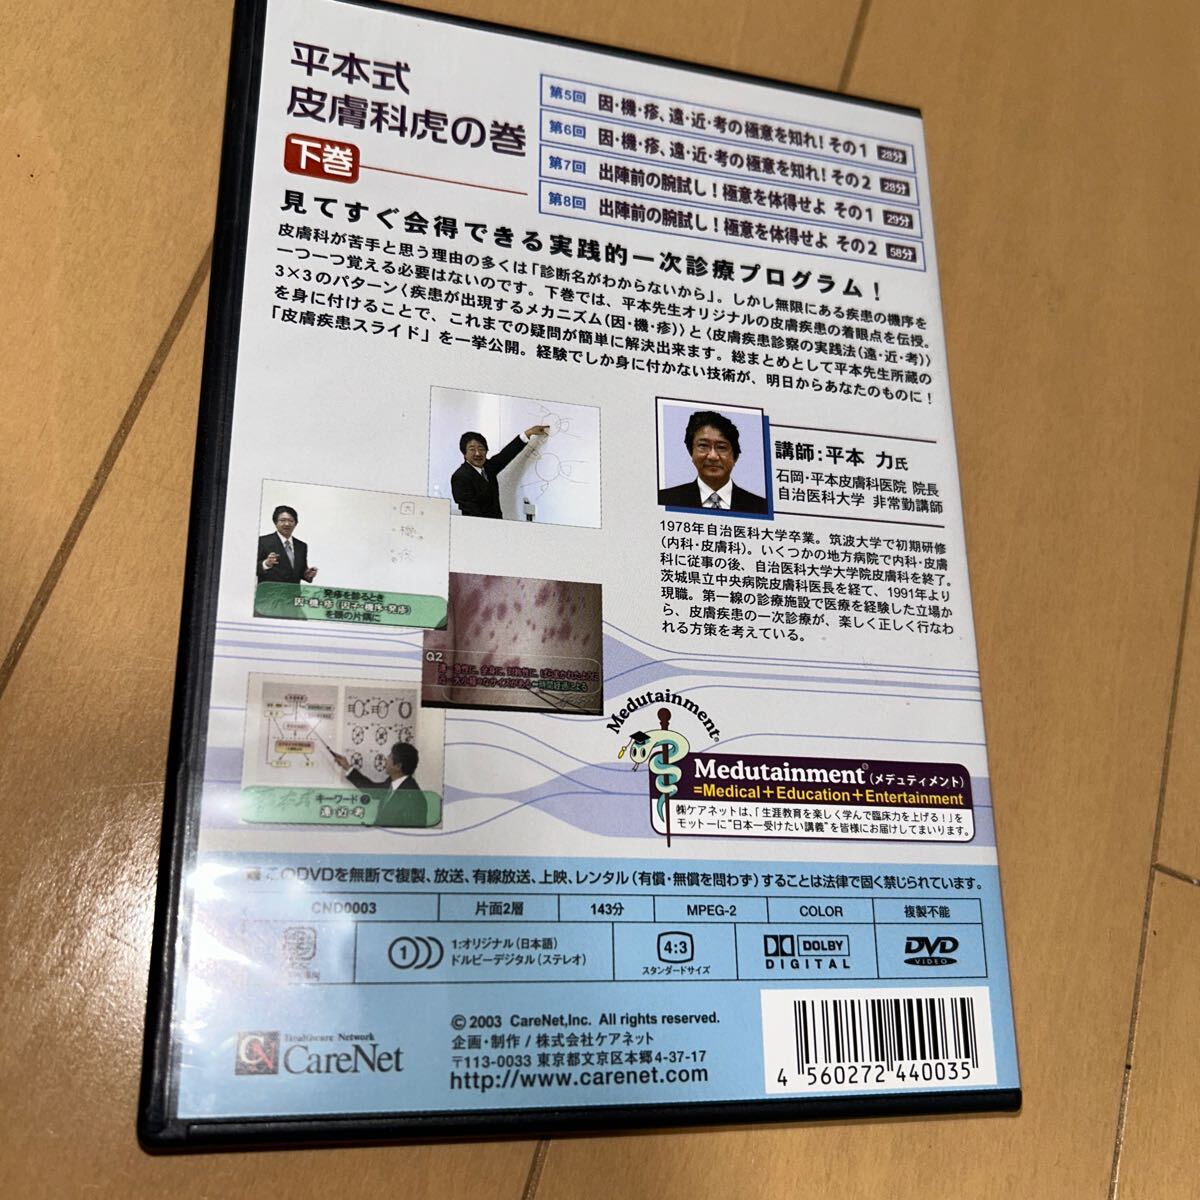 平本式
皮膚科虎の巻
下巻
第5回 因・機・疹、遠・近・考の極意を知れ! その1 28分
第6回 因・機・疹、遠・近・考の極意を知れ! その2 28分
第7回 出陣前の腕試し! 極意を体得せよ その1 29分
第8回 出陣前の腕試し! 極意を体得せよ その2 58分
見てすぐ会得できる実践的一次診療プログラム!
皮膚科が苦手と思う理由の多くは「診断名がわからないから」。しかし無限にある疾患の機序を
一つ一つ覚える必要はないのです。下巻では、平本先生オリジナルの皮膚疾患の着眼点を伝授。
3×3のパターン〈疾患が出現するメカニズム(因・機・疹)〉と〈皮膚疾患診察の実践法(遠・近・考)〉
を身に付けることで、これまでの疑問が簡単に解決出来ます。総まとめとして平本先生所蔵の
「皮膚疾患スライド」を一挙公開。経験でしか身に付かない技術が、明日からあなたのものに!
講師:平本 力氏
石岡・平本皮膚科医院 院長
自治医科大学 非常勤講師
1978年自治医科大学卒業。筑波大学で初期研修
(内科・皮膚科)。いくつかの地方病院で内科・皮膚
科に従事の後、自治医科大学大学院皮膚科を終了。
茨城県立中央病院皮膚科医長を経て、1991年より
現職。第一線の診療施設で医療を経験した立場か
ら、皮膚疾患の一次診療が、楽しく正しく行なわ
れる方策を考えている。
因
機
疹
発疹を診るとき
因・機・疹(因子・機序・発疹)
を頭の片隅に
Q2
キーワード②
遠・近・考
Medutainment
Medutainment (メデュティメント)
=Medical+Education+Entertainment
㈱ケアネットは、「生涯教育を楽しく学んで臨床力を上げる!」を
モットーに"日本一受けたい講義"を皆様にお届けしてまいります。
このDVDを無断で複製、放送、有線放送、上映、レンタル(有償・無償を問わず)することは法律で固く禁じられています。
CND0003 片面2層 143分 MPEG-2 COLOR 複製不能
1 1:オリジナル(日本語)
ドルビーデジタル(ステレオ)
4:3
スタンダードサイズ
DOLBY
DIGITAL
DVD
VIDEO
Healthcare Network
CareNet
© 2003 CareNet,Inc. All rights reserved.
企画・制作 / 株式会社ケアネット
〒113-0033 東京都文京区本郷4-37-17
http://www.carenet.com
4 560272 440035